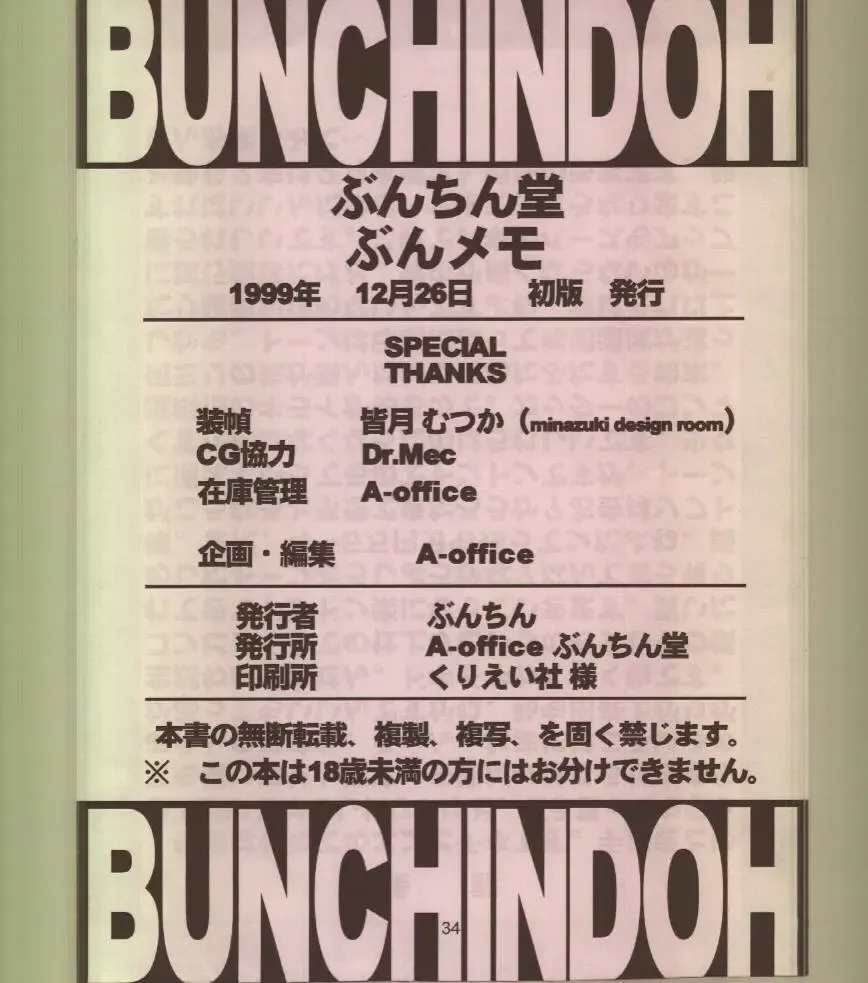 BUNCHINDOH
ぶんちん堂
ぶんメモ
1999年 12月26日 初版 発行
SPECIAL
THANKS
装幀 皆月 むつか（minazuki design room）
CG協力 Dr.Mec
在庫管理 A-office
企画・編集 A-office
発行者 ぶんちん
発行所 A-office ぶんちん堂
印刷所 くりえい社 様
本書の無断転載、複製、複写、を固く禁じます。
※ この本は18歳未満の方にはお分けできません。
BUNCHINDOH
34